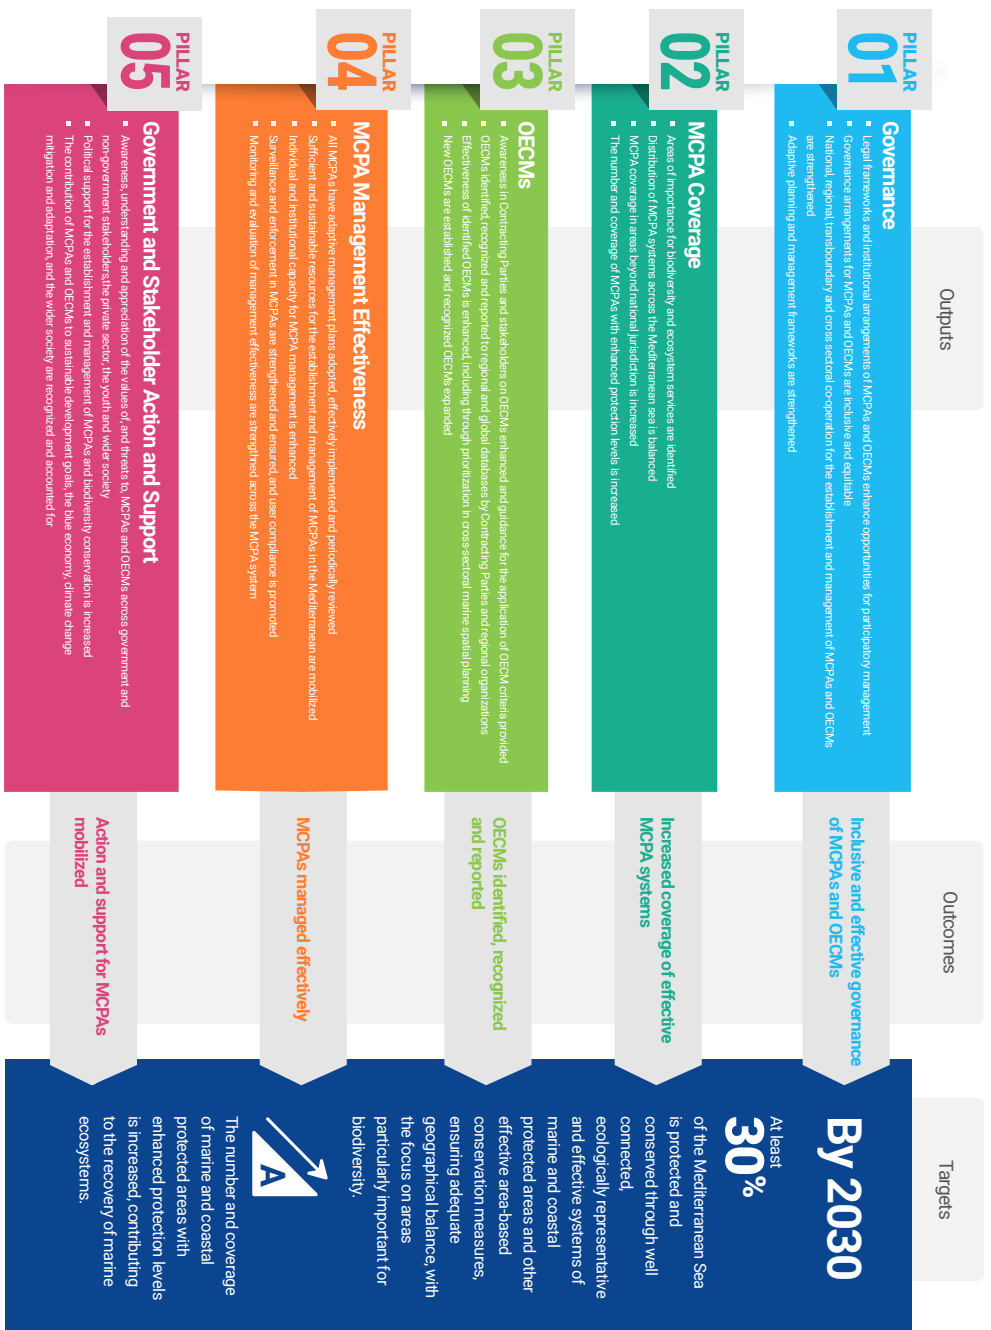 Outputs
Outcomes
Targets
PILLAR
01
Governance
Legal frameworks and institutional arrangements of MCPAs and OECMs enhance opportunities for participatory management
Governance arrangements for MCPAs and OECMs are inclusive and equitable
National, regional, transboundary and cross sectoral co-operation for the establishment and management of MCPAs and OECMs
are strengthened
Adaptive planning and management frameworks are strengthened
Inclusive and effective governance
of MCPAs and OECMs
PILLAR
02
MCPA Coverage
Areas of importance for biodiversity and ecosystem services are identified
Distribution of MCPA systems across the Mediterranean sea is balanced
MCPA coverage in areas beyond national jurisdiction is increased
The number and coverage of MCPAs with enhanced protection levels is increased
Increased coverage of effective
MCPA systems
PILLAR
03
OECMs
Awareness in Contracting Parties and stakeholders on OECMs enhanced and guidance for the application of OECM criteria provided
OECMs identified, recognized and reported to regional and global databases by Contracting Parties and regional organizations
Effectiveness of identified OECMs is enhanced, including through prioritization in cross-sectoral marine spatial planning
New OECMs are established and recognized OECMs expanded
OECMs identified, recognized
and reported
PILLAR
04
MCPA Management Effectiveness
All MCPAs have adaptive management plans adopted, effectively implemented and periodically reviewed
Sufficient and sustainable resources for the establishment and management of MCPAs in the Mediterranean are mobilized
Individual and institutional capacity for MCPA management is enhanced
Surveillance and enforcement in MCPAs are strengthened and ensured, and user compliance is promoted
Monitoring and evaluation of management effectiveness are strengthned across the MCPA system
MCPAs managed effectively
PILLAR
05
Government and Stakeholder Action and Support
Awareness, understanding and appreciation of the values of, and threats to, MCPAs and OECMs across government and
non-government stakeholders,the private sector, the youth and wider society
Political support for the establishment and management of MCPAs and biodiversity conservation is increased
The contribution of MCPAs and OECMs to sustainable development goals, the blue economy, climate change
mitigation and adaptation, and the wider society are recognized and accounted for
Action and support for MCPAs
mobilized
By 2030
At least
30%
of the Mediterranean Sea
is protected and
conserved through well
connected,
ecologically representative
and effective systems of
marine and coastal
protected areas and other
effective area-based
conservation measures,
ensuring adequate
geographical balance, with
the focus on areas
particularly important for
biodiversity.
A
The number and coverage
of marine and coastal
protected areas with
enhanced protection levels
is increased, contributing
to the recovery of marine
ecosystems.